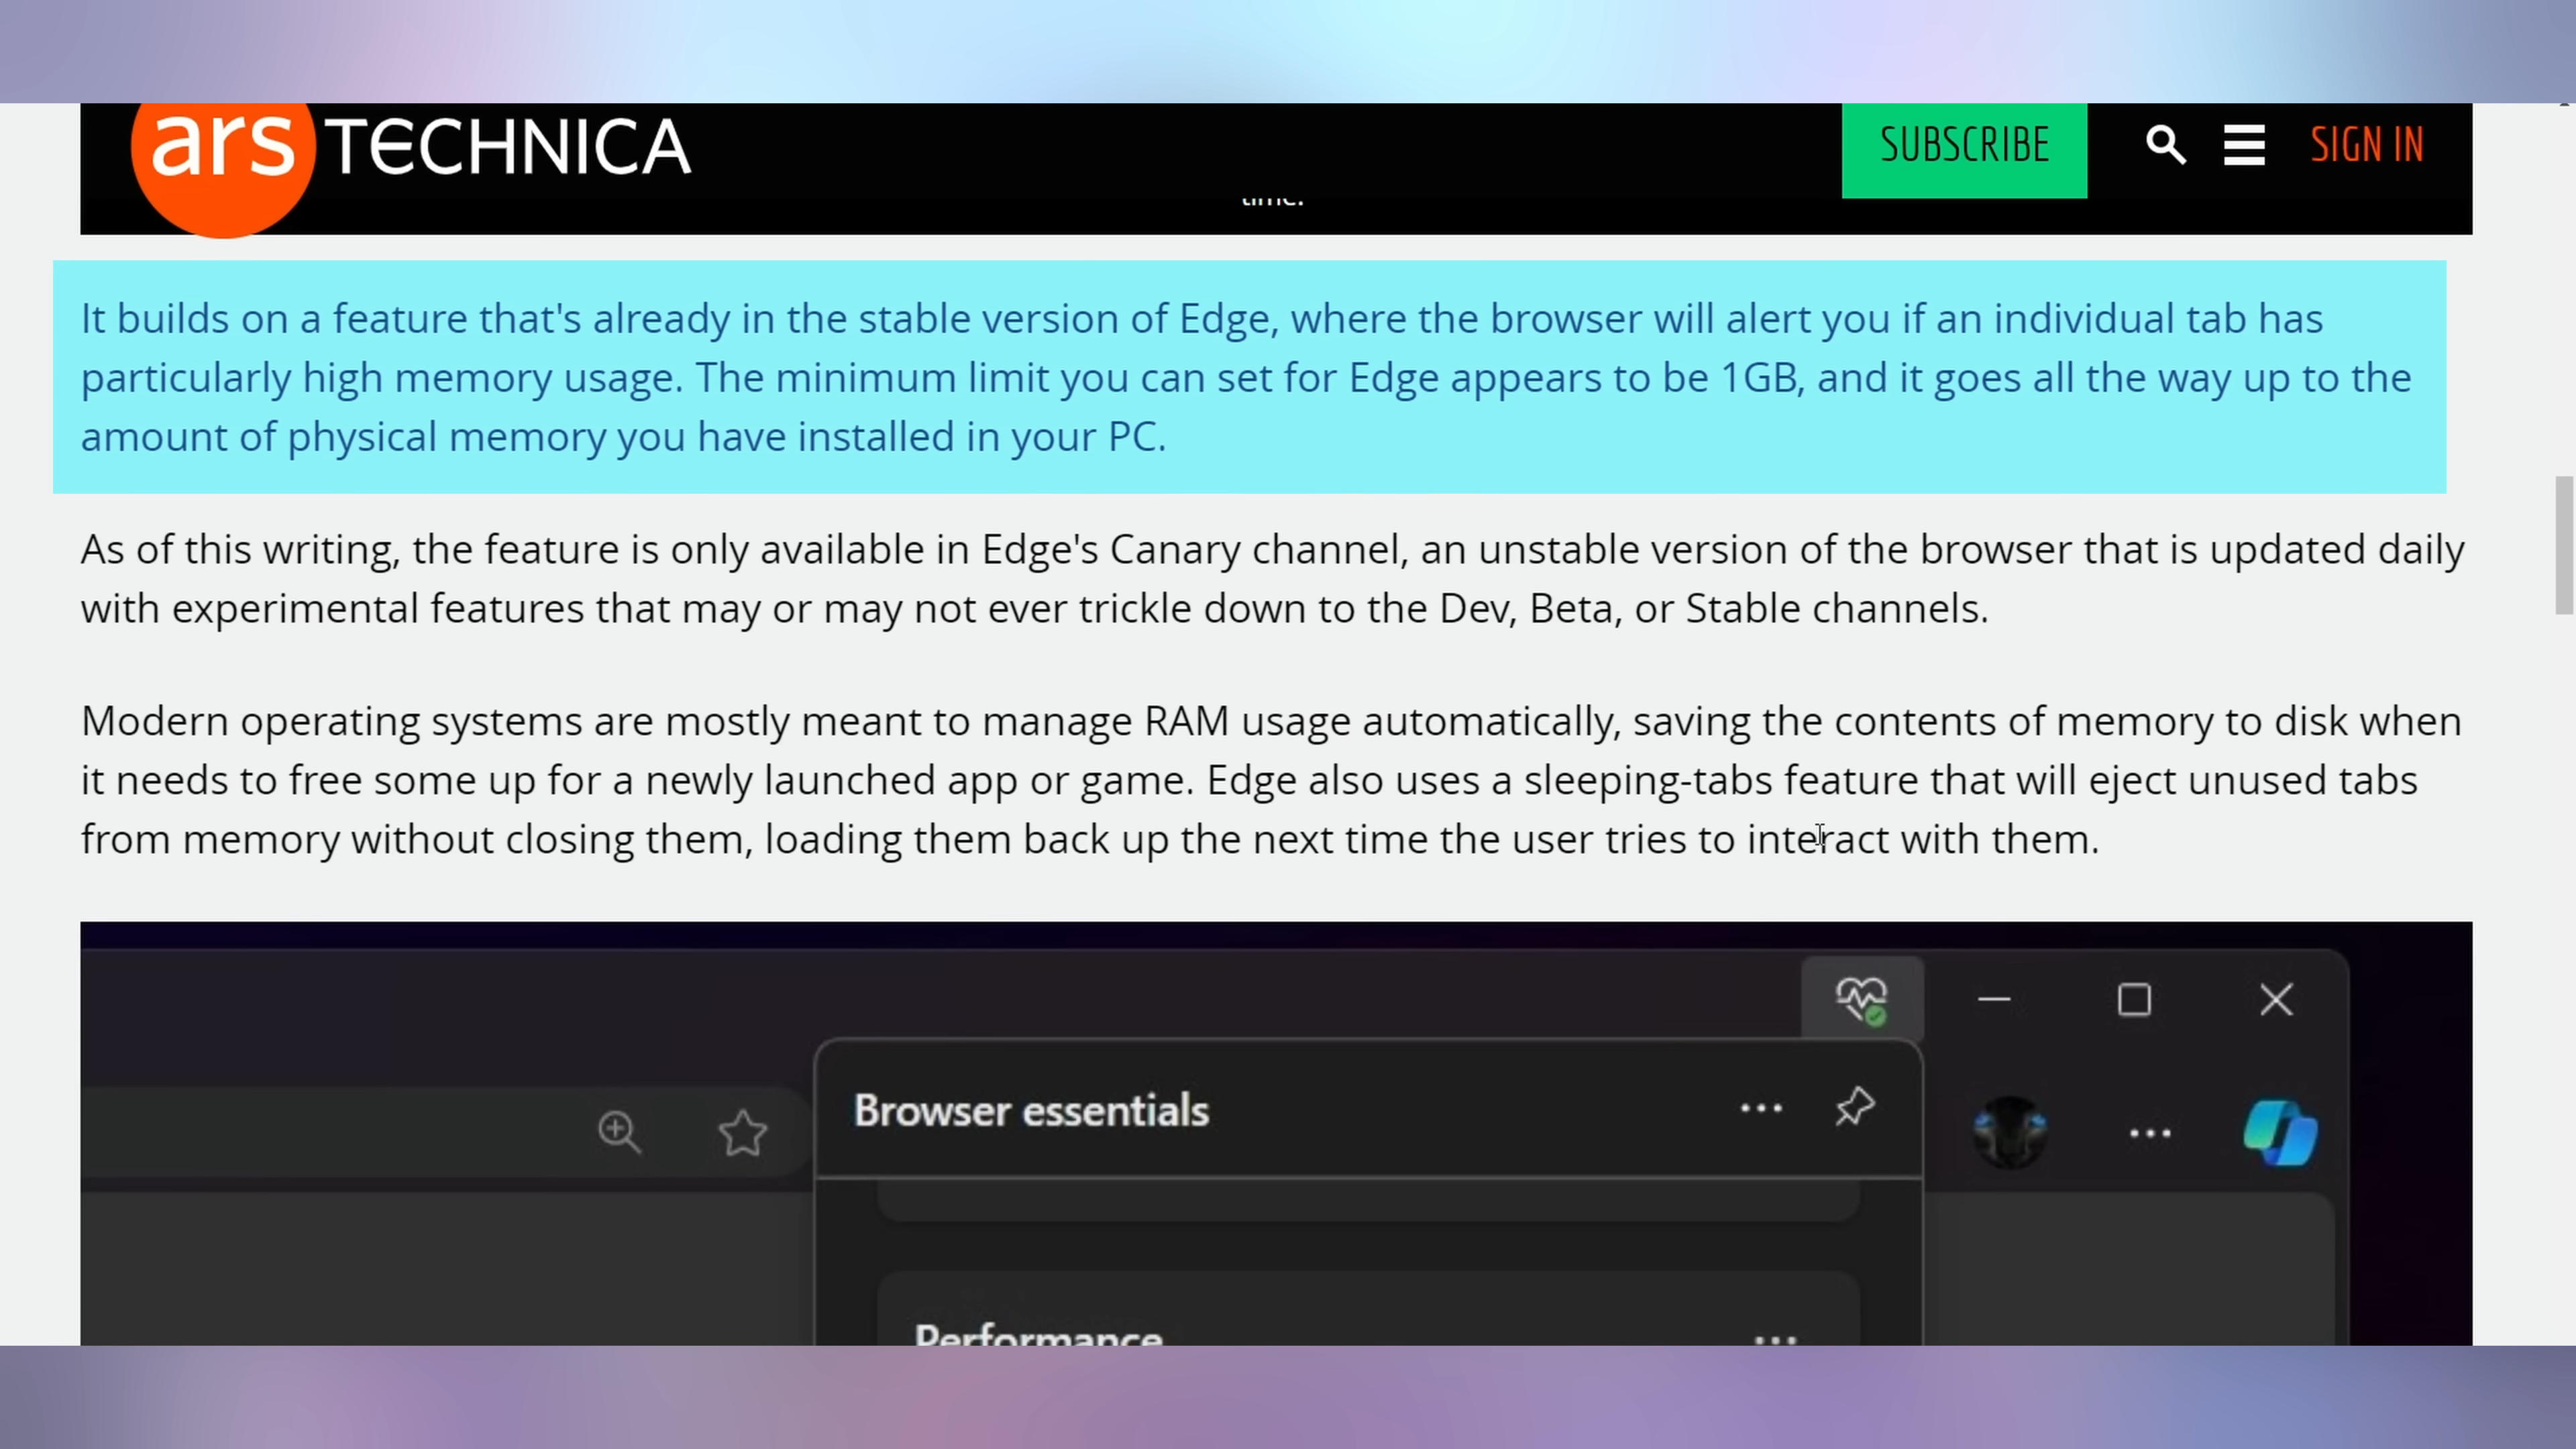 ars TECHNICA
SUBSCRIBE
SIGN IN
time.
It builds on a feature that's already in the stable version of Edge, where the browser will alert you if an individual tab has
particularly high memory usage. The minimum limit you can set for Edge appears to be 1GB, and it goes all the way up to the
amount of physical memory you have installed in your PC.
As of this writing, the feature is only available in Edge's Canary channel, an unstable version of the browser that is updated daily
with experimental features that may or may not ever trickle down to the Dev, Beta, or Stable channels.
Modern operating systems are mostly meant to manage RAM usage automatically, saving the contents of memory to disk when
it needs to free some up for a newly launched app or game. Edge also uses a sleeping-tabs feature that will eject unused tabs
from memory without closing them, loading them back up the next time the user tries to interact with them.
Browser essentials
Performance